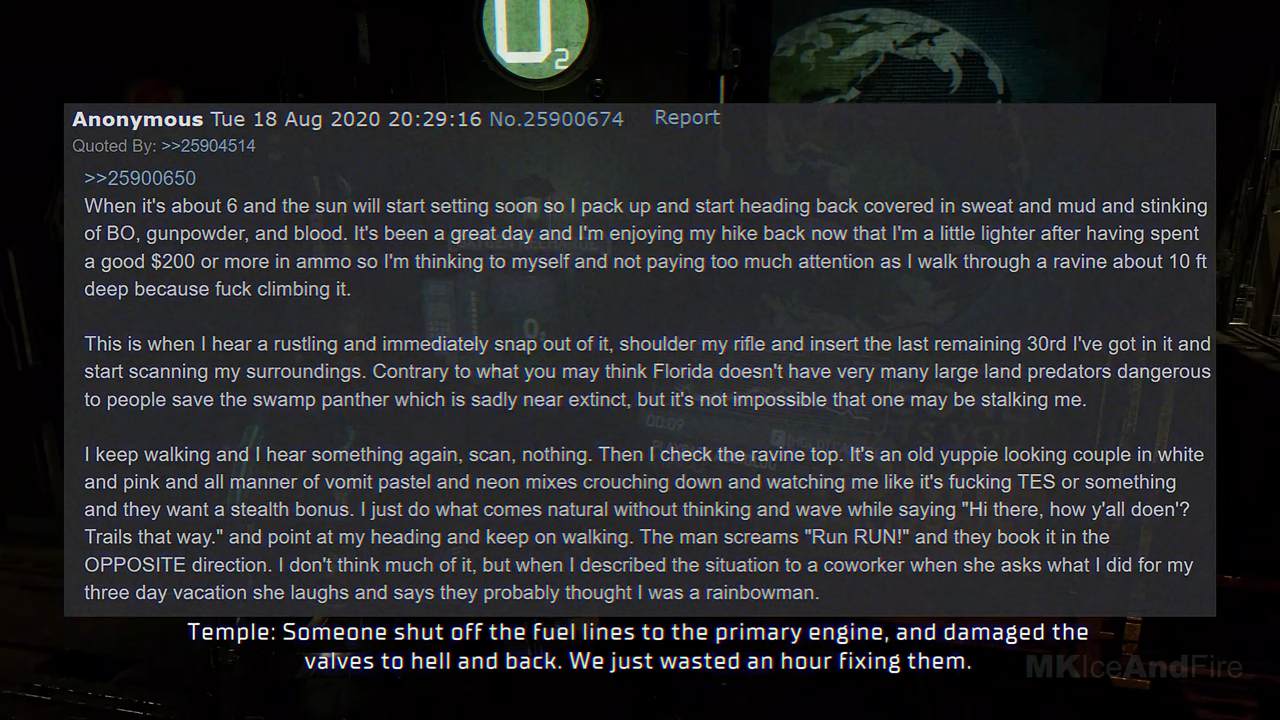 O2
Anonymous Tue 18 Aug 2020 20:29:16 No.25900674 Report
Quoted By: >>25904514
>>25900650
When it's about 6 and the sun will start setting soon so I pack up and start heading back covered in sweat and mud and stinking
of BO, gunpowder, and blood. It's been a great day and I'm enjoying my hike back now that I'm a little lighter after having spent
a good $200 or more in ammo so I'm thinking to myself and not paying too much attention as I walk through a ravine about 10 ft
deep because fuck climbing it.
This is when I hear a rustling and immediately snap out of it, shoulder my rifle and insert the last remaining 30rd I've got in it and
start scanning my surroundings. Contrary to what you may think Florida doesn't have very many large land predators dangerous
to people save the swamp panther which is sadly near extinct, but it's not impossible that one may be stalking me.
I keep walking and I hear something again, scan, nothing. Then I check the ravine top. It's an old yuppie looking couple in white
and pink and all manner of vomit pastel and neon mixes crouching down and watching me like it's fucking TES or something
and they want a stealth bonus. I just do what comes natural without thinking and wave while saying "Hi there, how y'all doen'?
Trails that way." and point at my heading and keep on walking. The man screams "Run RUN!" and they book it in the
OPPOSITE direction. I don't think much of it, but when I described the situation to a coworker when she asks what I did for my
three day vacation she laughs and says they probably thought I was a rainbowman.
Temple: Someone shut off the fuel lines to the primary engine, and damaged the
valves to hell and back. We just wasted an hour fixing them.
MKIceAndFire